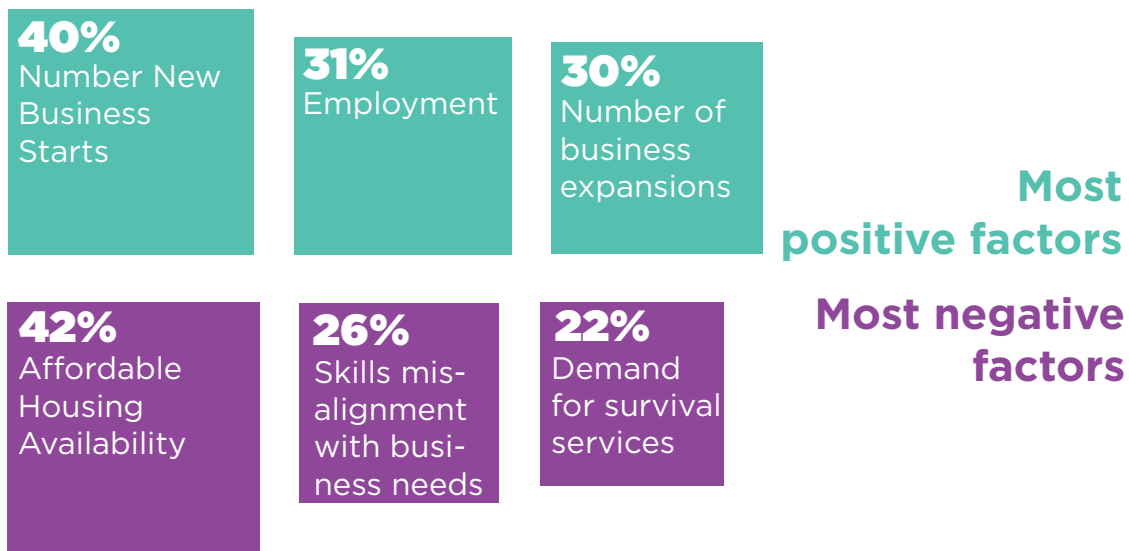 40%
Number New
Business
Starts
31%
Employment
30%
Number of
business
expansions
Most
positive factors
42%
Affordable
Housing
Availability
26%
Skills mis-
alignment
with busi-
ness needs
22%
Demand
for survival
services
Most negative
factors